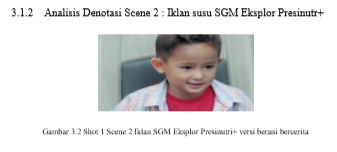 3.1.2 Analisis Denotasi Scene 2 : Iklan susu SGM Eksplor Presinutr+
Gambar 3.2 Shot 1 Scene 2 Iklan SGM Eksplor Presinutri+ versi berani bercerita